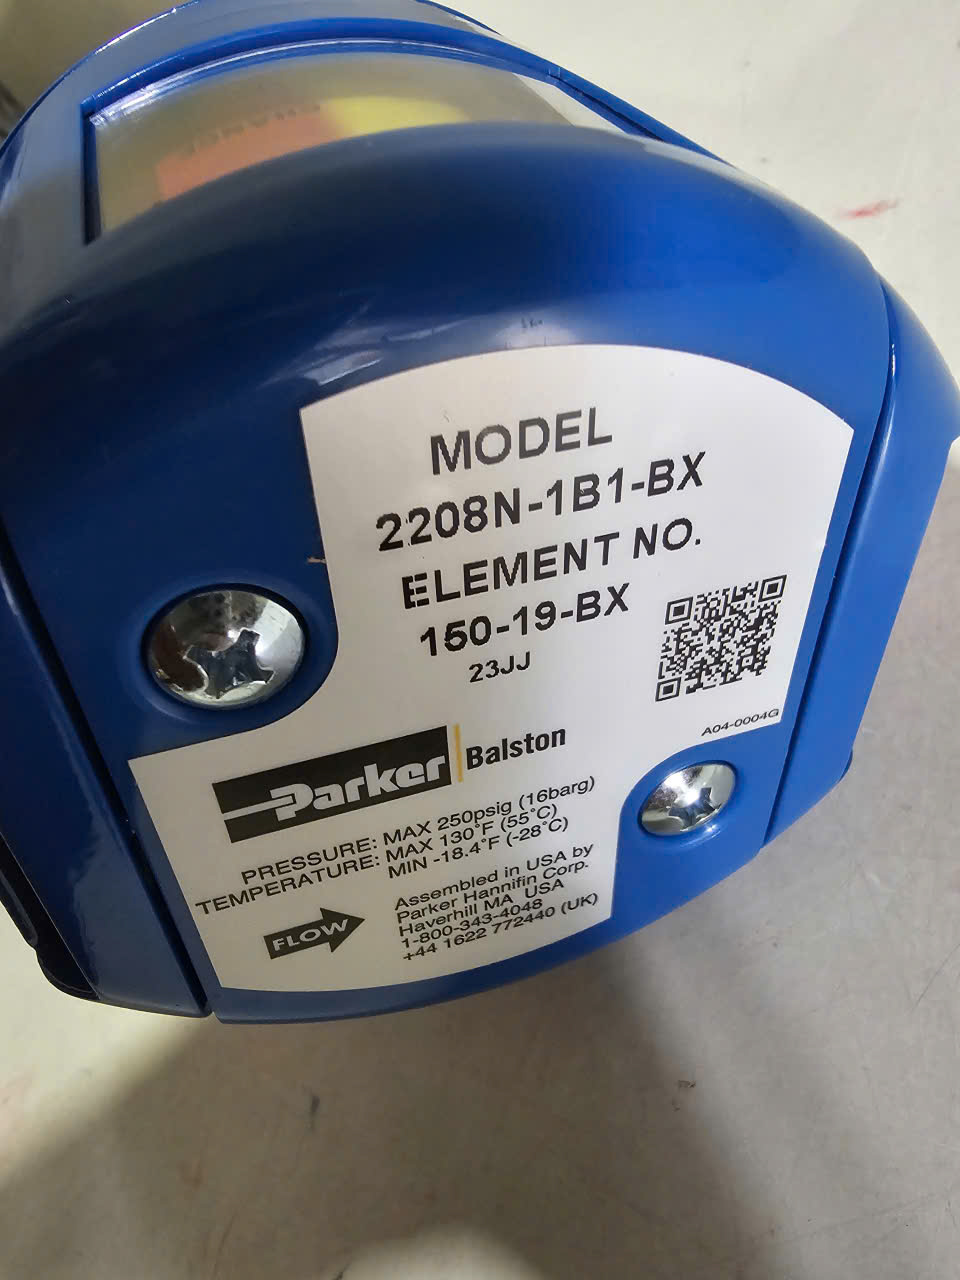 MODEL
2208N-1B1-BX
ELEMENT NO.
150-19-BX
23JJ
A04-0004G
Parker Balston
PRESSURE: MAX 250psig (16barg)
TEMPERATURE: MAX 130°F (55°C)
MIN -18.4°F (-28°C)
FLOW
Assembled in USA by
Parker Hannifin Corp.
Haverhill MA USA
1-800-343-4048
+44 1622 772440 (UK)